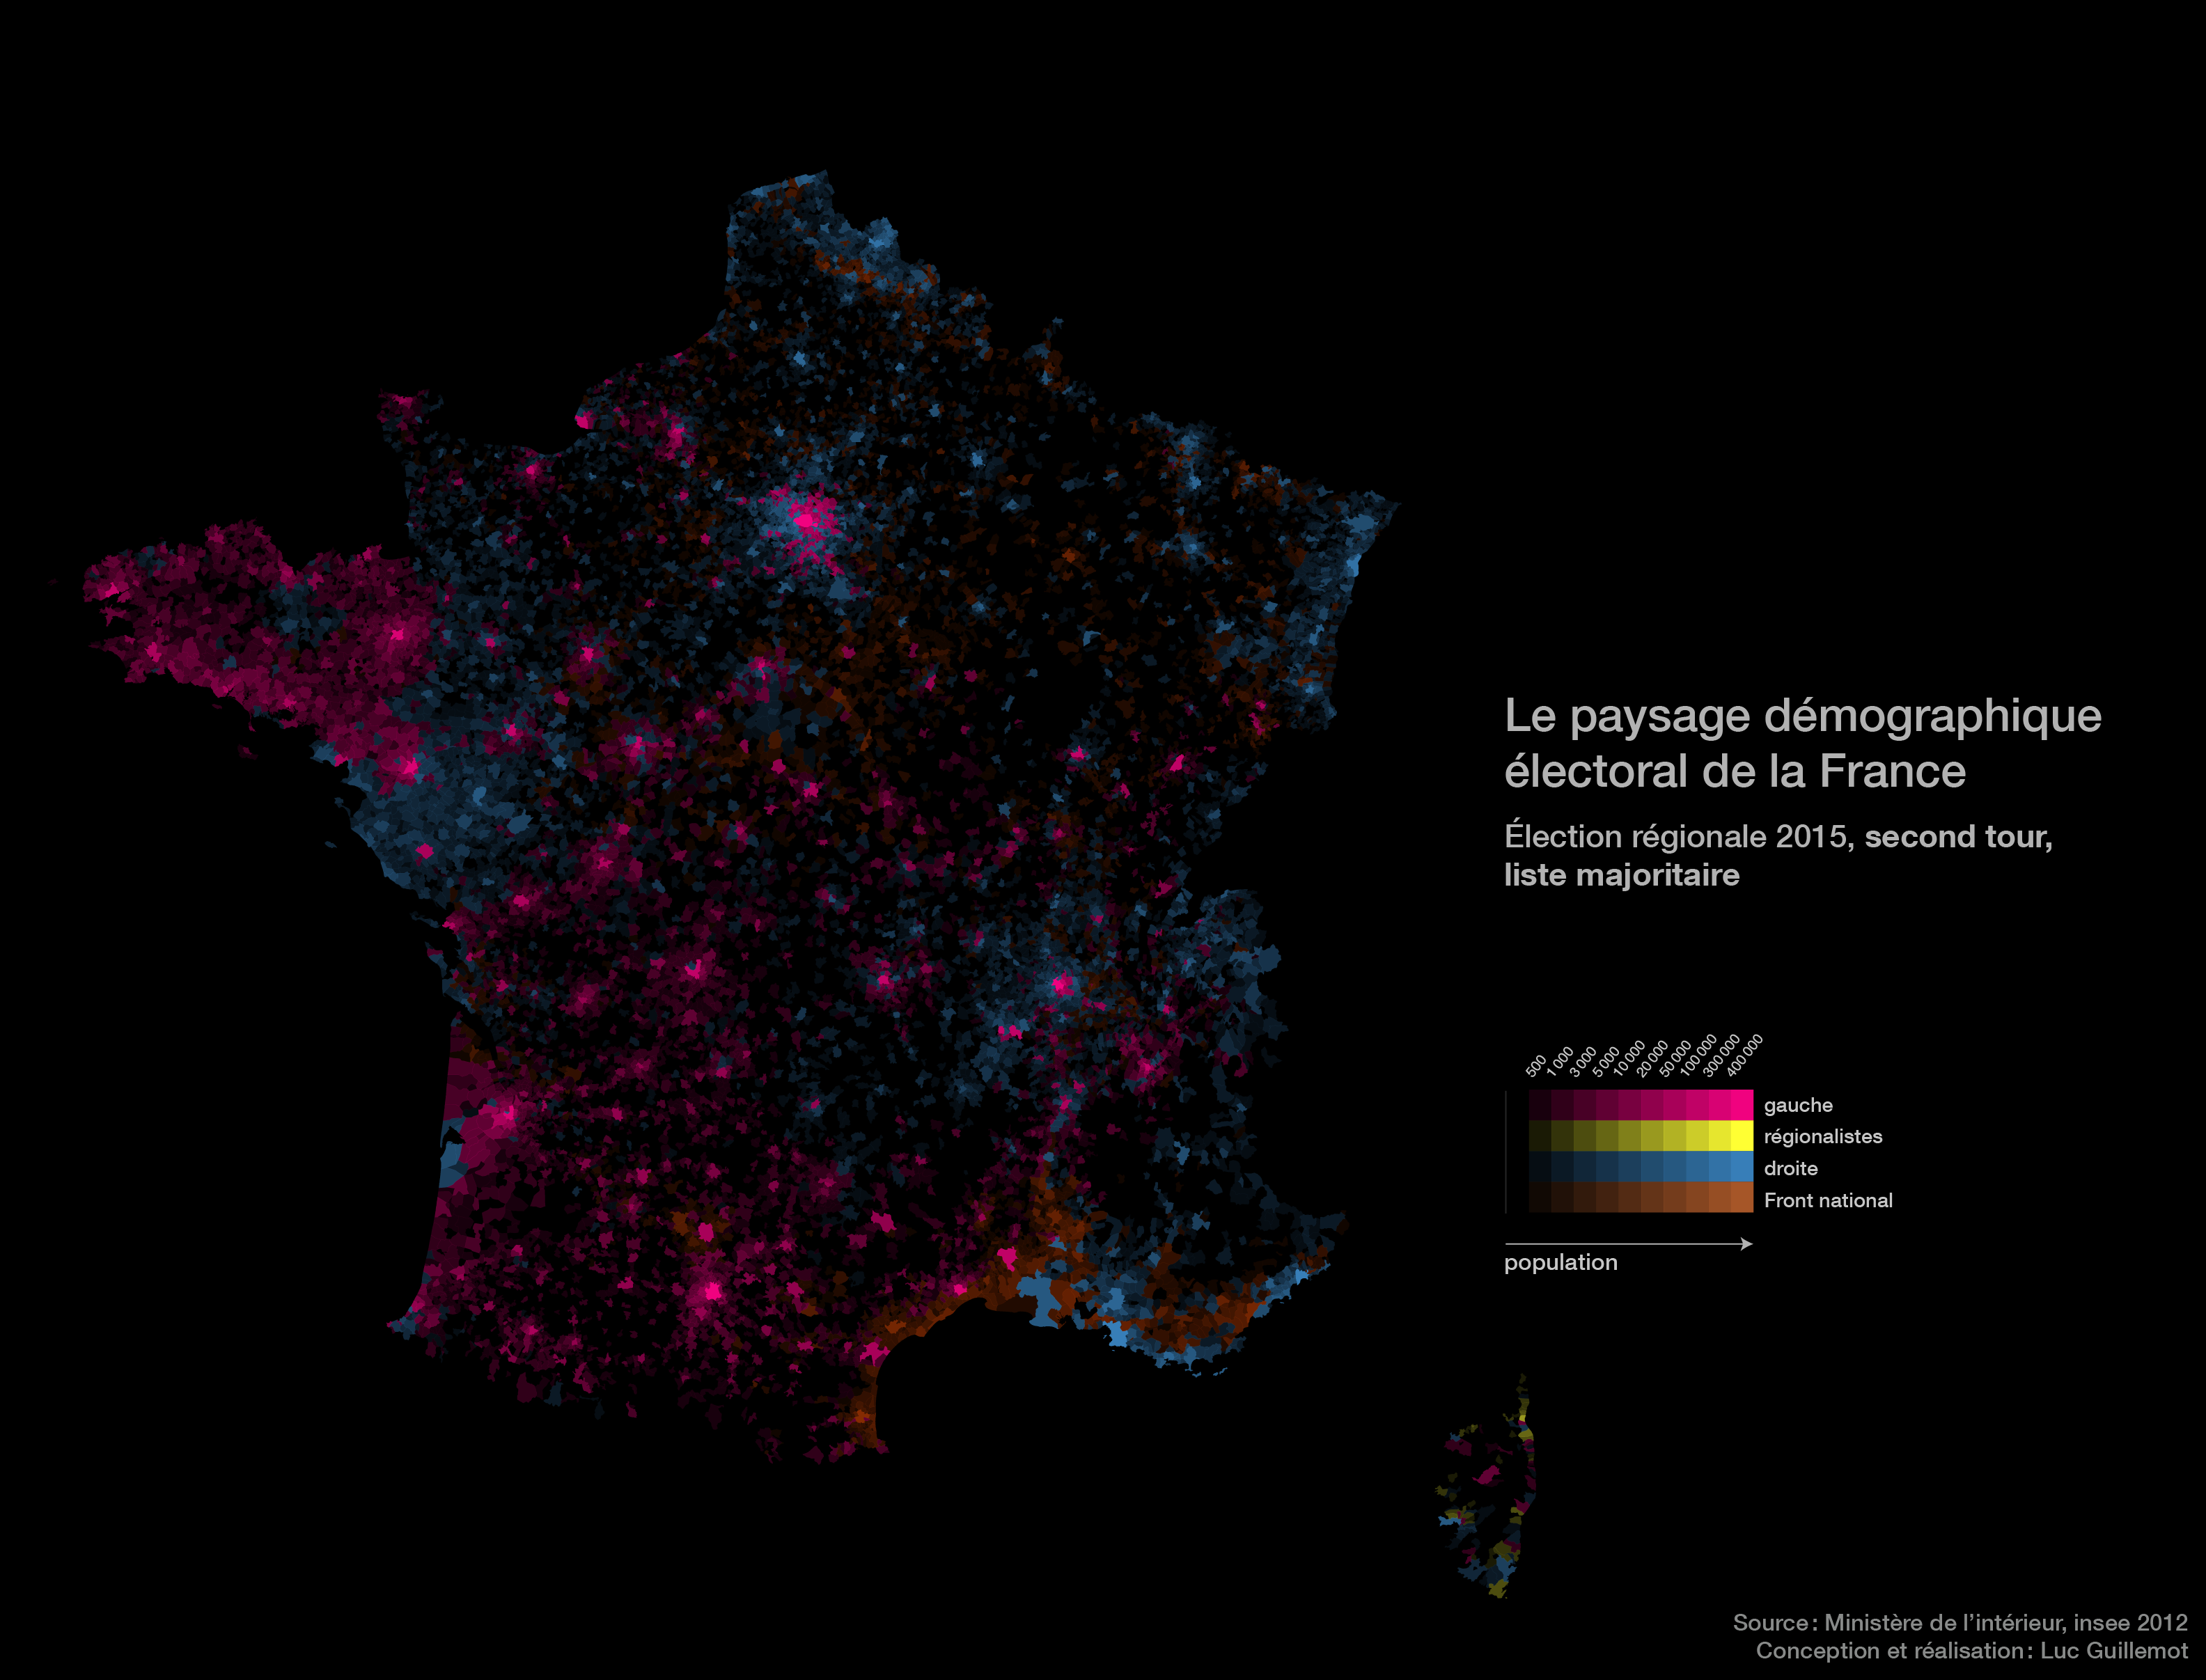 Le paysage démographique
électoral de la France
Élection régionale 2015, second tour,
liste majoritaire
500
1 000
3 000
5 000
10 000
20 000
50 000
100 000
300 000
400 000
gauche
régionalistes
droite
Front national
population
Source : Ministère de l’intérieur, insee 2012
Conception et réalisation : Luc Guillemot